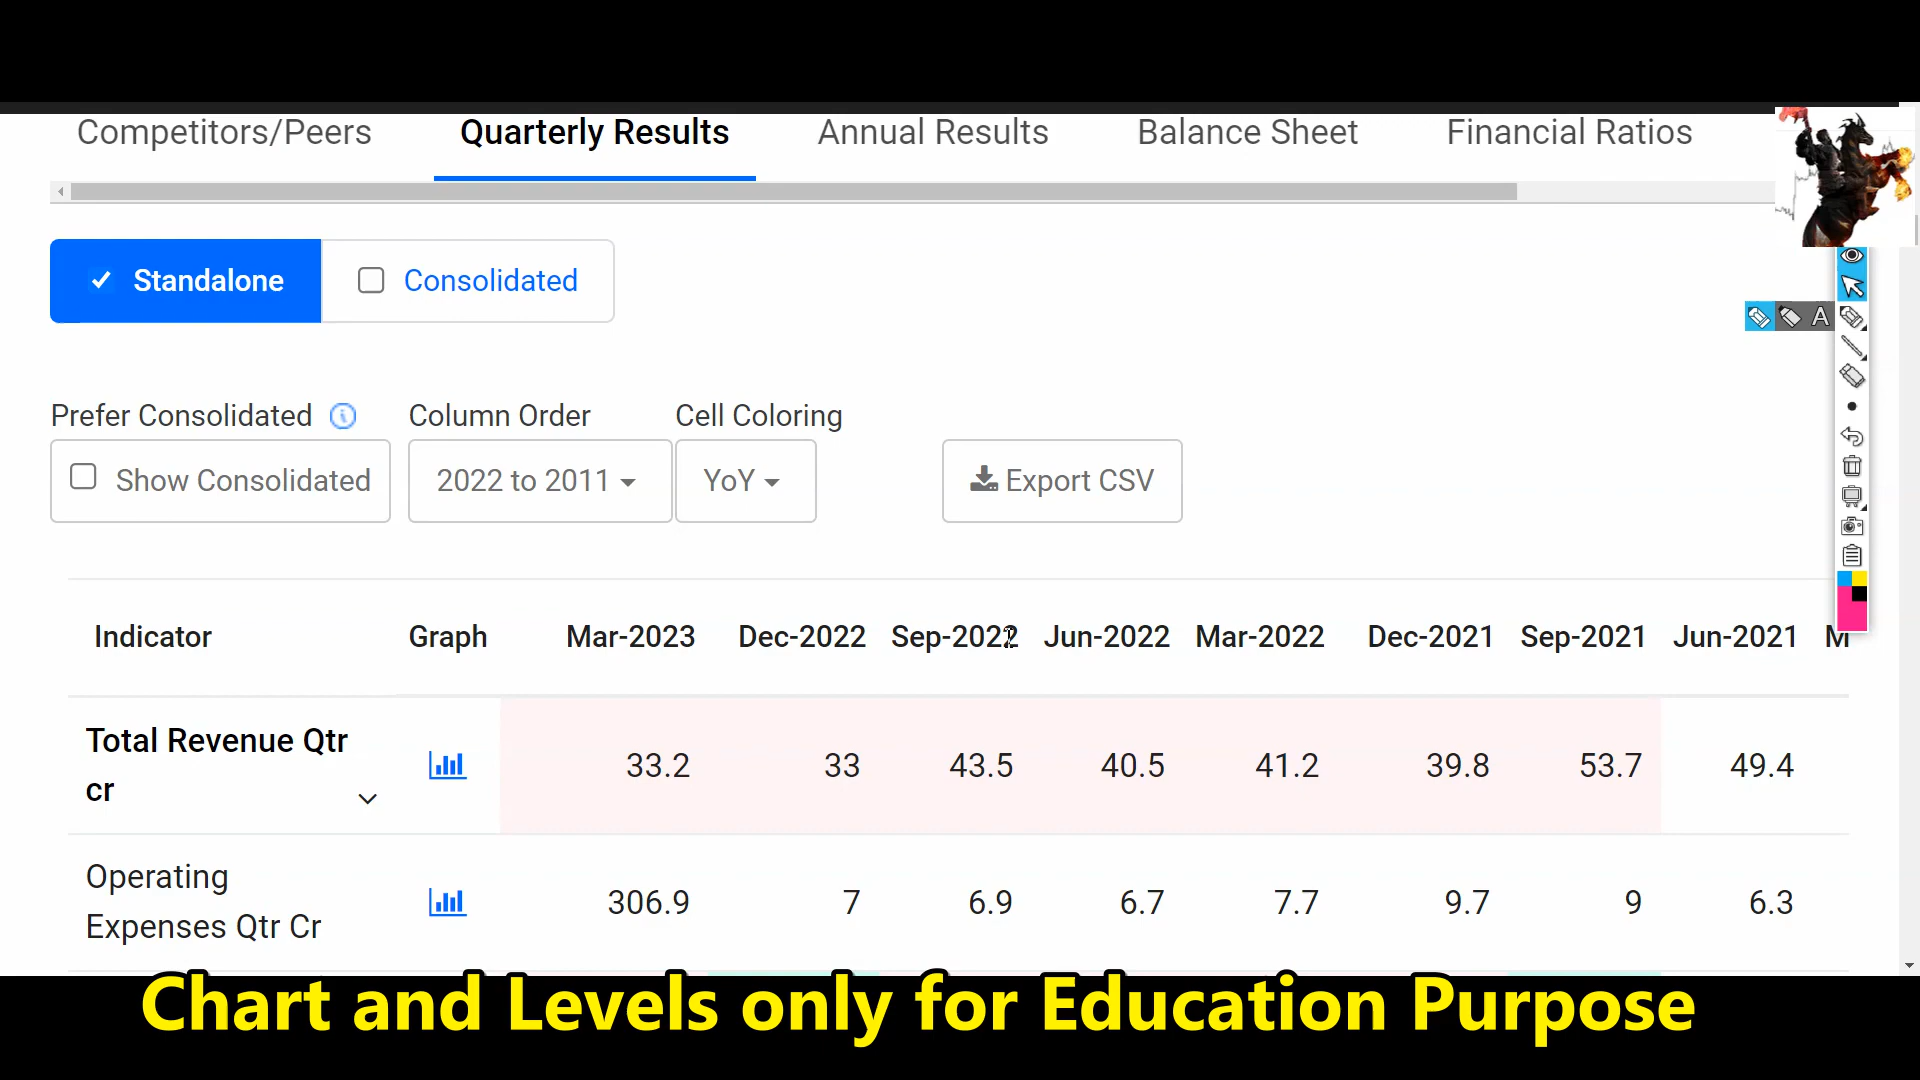 Competitors/Peers Quarterly Results Annual Results Balance Sheet Financial Ratios
Standalone Consolidated
Prefer Consolidated Column Order Cell Coloring
Show Consolidated 2022 to 2011 YoY Export CSV
A
Indicator Graph Mar-2023 Dec-2022 Sep-2022 Jun-2022 Mar-2022 Dec-2021 Sep-2021 Jun-2021 M
Total Revenue Qtr
cr
33.2 33 43.5 40.5 41.2 39.8 53.7 49.4
Operating
Expenses Qtr Cr
306.9 7 6.9 6.7 7.7 9.7 9 6.3
Chart and Levels only for Education Purpose